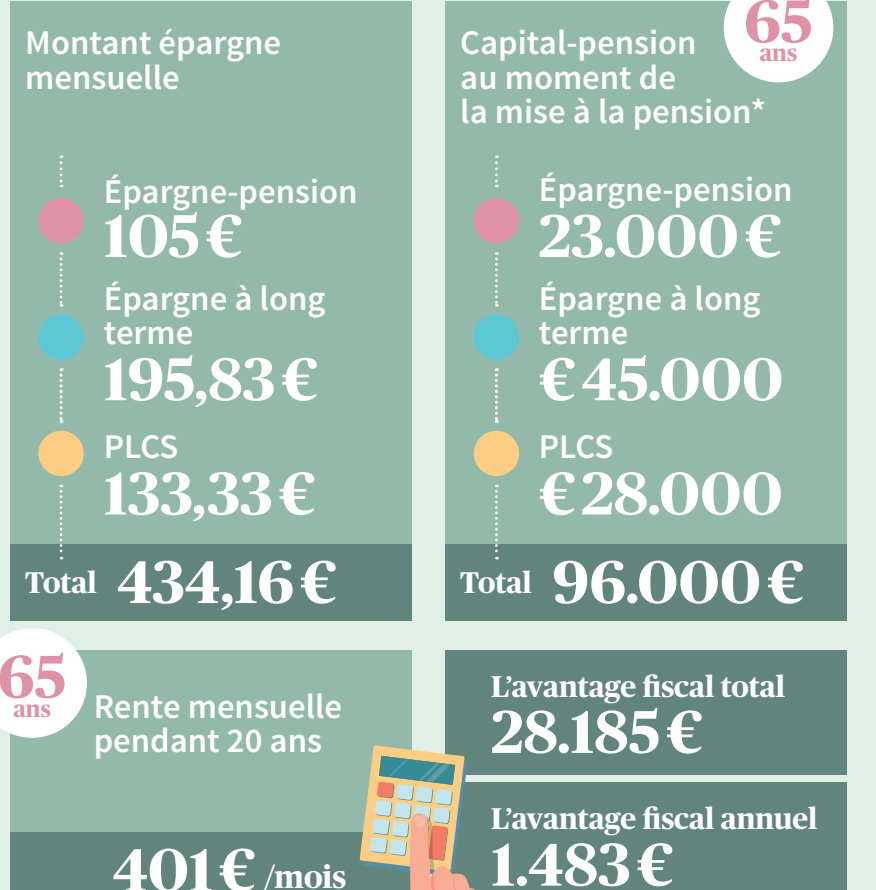 Montant épargne
mensuelle
Épargne-pension
105 €
Épargne à long
terme
195,83 €
PLCS
133,33 €
Total 434,16 €
65
ans
Capital-pension
au moment de
la mise à la pension*
Épargne-pension
23.000 €
Épargne à long
terme
€ 45.000
PLCS
€ 28.000
Total 96.000 €
65
ans
Rente mensuelle
pendant 20 ans
401 € /mois
L’avantage fiscal total
28.185 €
L’avantage fiscal annuel
1.483 €